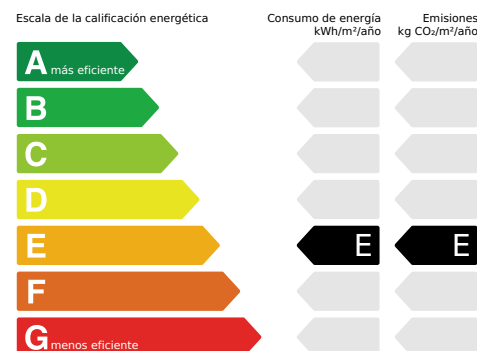 Escala de la calificación energética
Consumo de energía
kWh/m²/año
Emisiones
kg CO₂/m²/año
A más eficiente
B
C
D
E E E
F
G menos eficiente